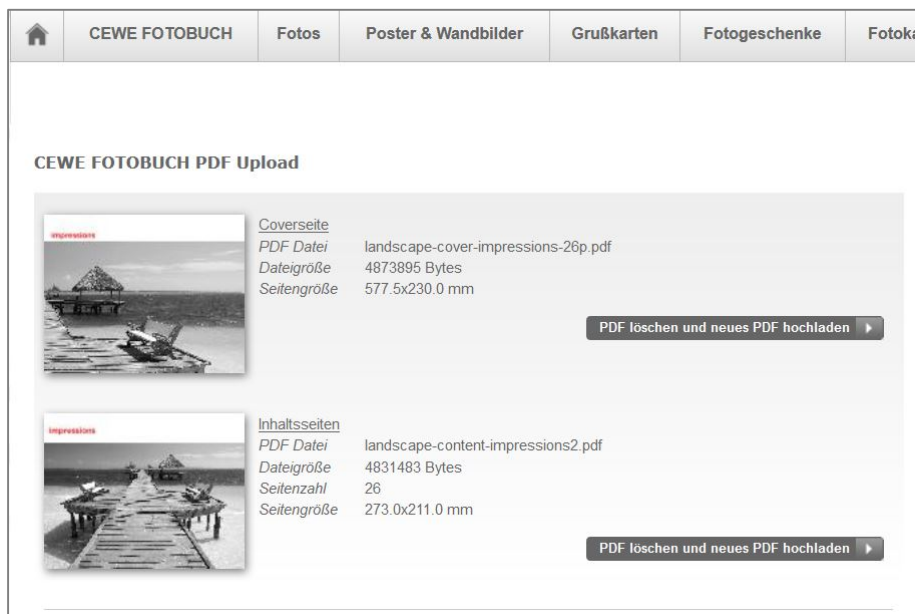 CEWE FOTOBUCH Fotos Poster & Wandbilder Grußkarten Fotogeschenke Fotoka
CEWE FOTOBUCH PDF Upload
impressions
Coverseite
PDF Datei landscape-cover-impressions-26p.pdf
Dateigröße 4873895 Bytes
Seitengröße 577.5x230.0 mm
PDF löschen und neues PDF hochladen
impressions
Inhaltsseiten
PDF Datei landscape-content-impressions2.pdf
Dateigröße 4831483 Bytes
Seitenzahl 26
Seitengröße 273.0x211.0 mm
PDF löschen und neues PDF hochladen